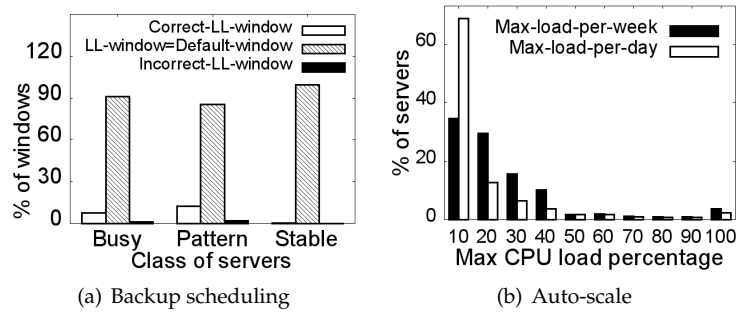 Correct-LL-window
LL-window=Default-window
Incorrect-LL-window
120
90
60
30
0
% of windows
Busy Pattern Stable
Class of servers
(a) Backup scheduling
Max-load-per-week
Max-load-per-day
60
40
20
0
% of servers
10 20 30 40 50 60 70 80 90 100
Max CPU load percentage
(b) Auto-scale